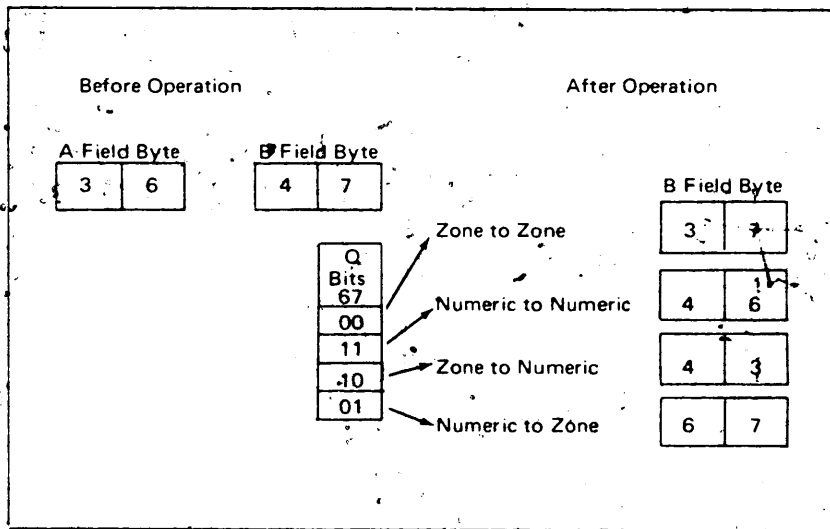 Before Operation
After Operation
A Field Byte
B Field Byte
3 6
4 7
B Field Byte
3 7
Q
Bits
67
00
11
10
01
Zone to Zone
Numeric to Numeric
Zone to Numeric
Numeric to Zone
4 6
4 3
6 7